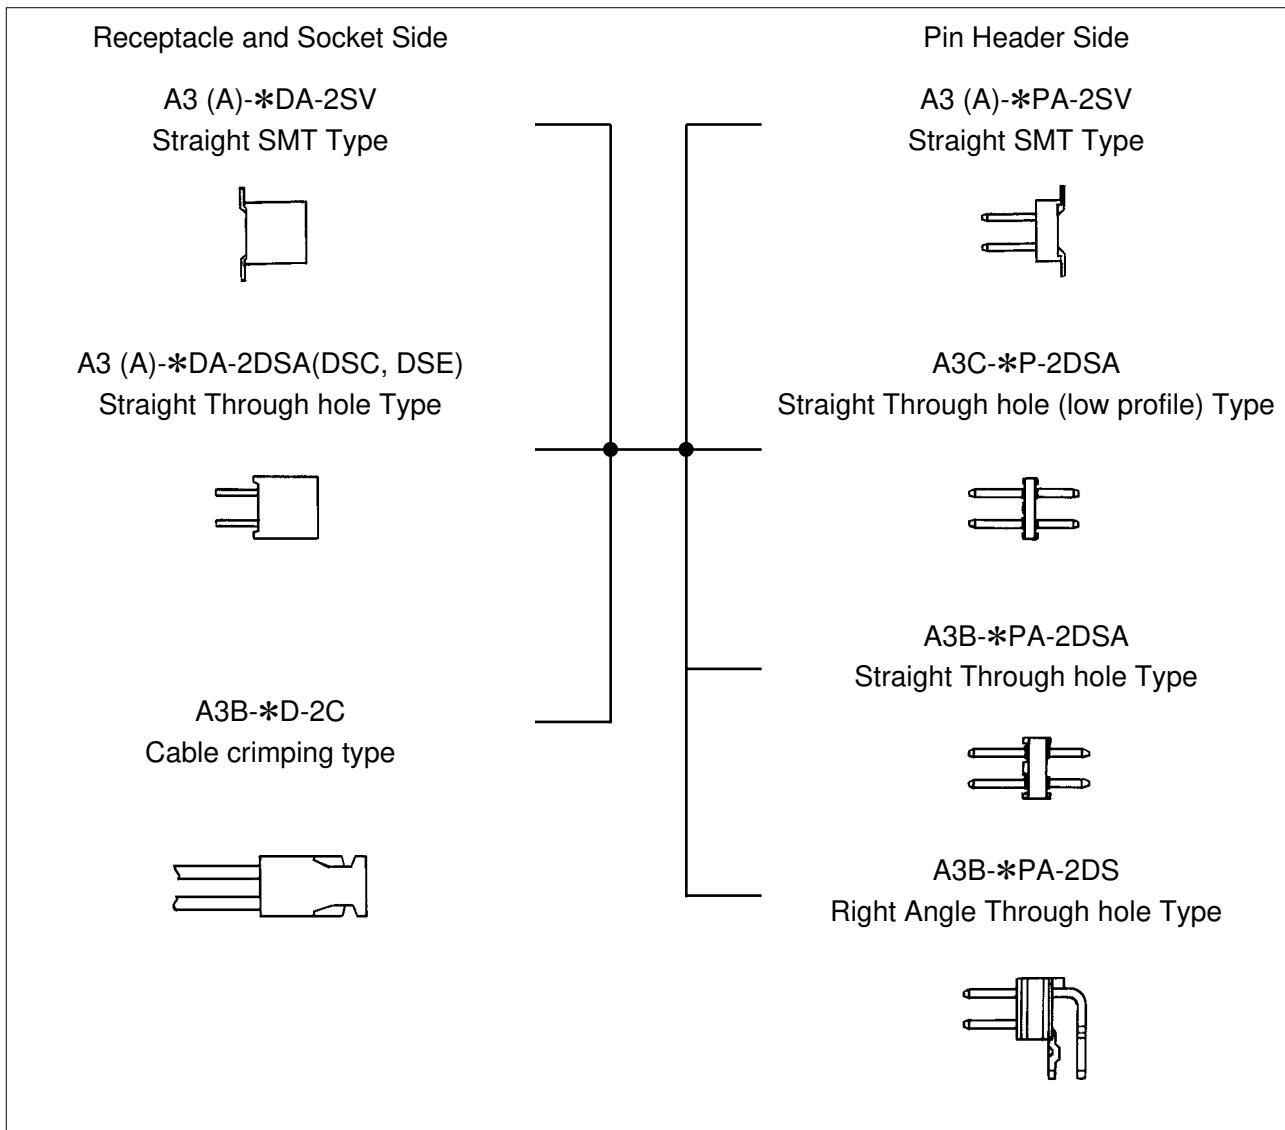 Receptacle and Socket Side
A3 (A)-✻DA-2SV
Straight SMT Type
A3 (A)-✻DA-2DSA(DSC, DSE)
Straight Through hole Type
A3B-✻D-2C
Cable crimping type
Pin Header Side
A3 (A)-✻PA-2SV
Straight SMT Type
A3C-✻P-2DSA
Straight Through hole (low profile) Type
A3B-✻PA-2DSA
Straight Through hole Type
A3B-✻PA-2DS
Right Angle Through hole Type